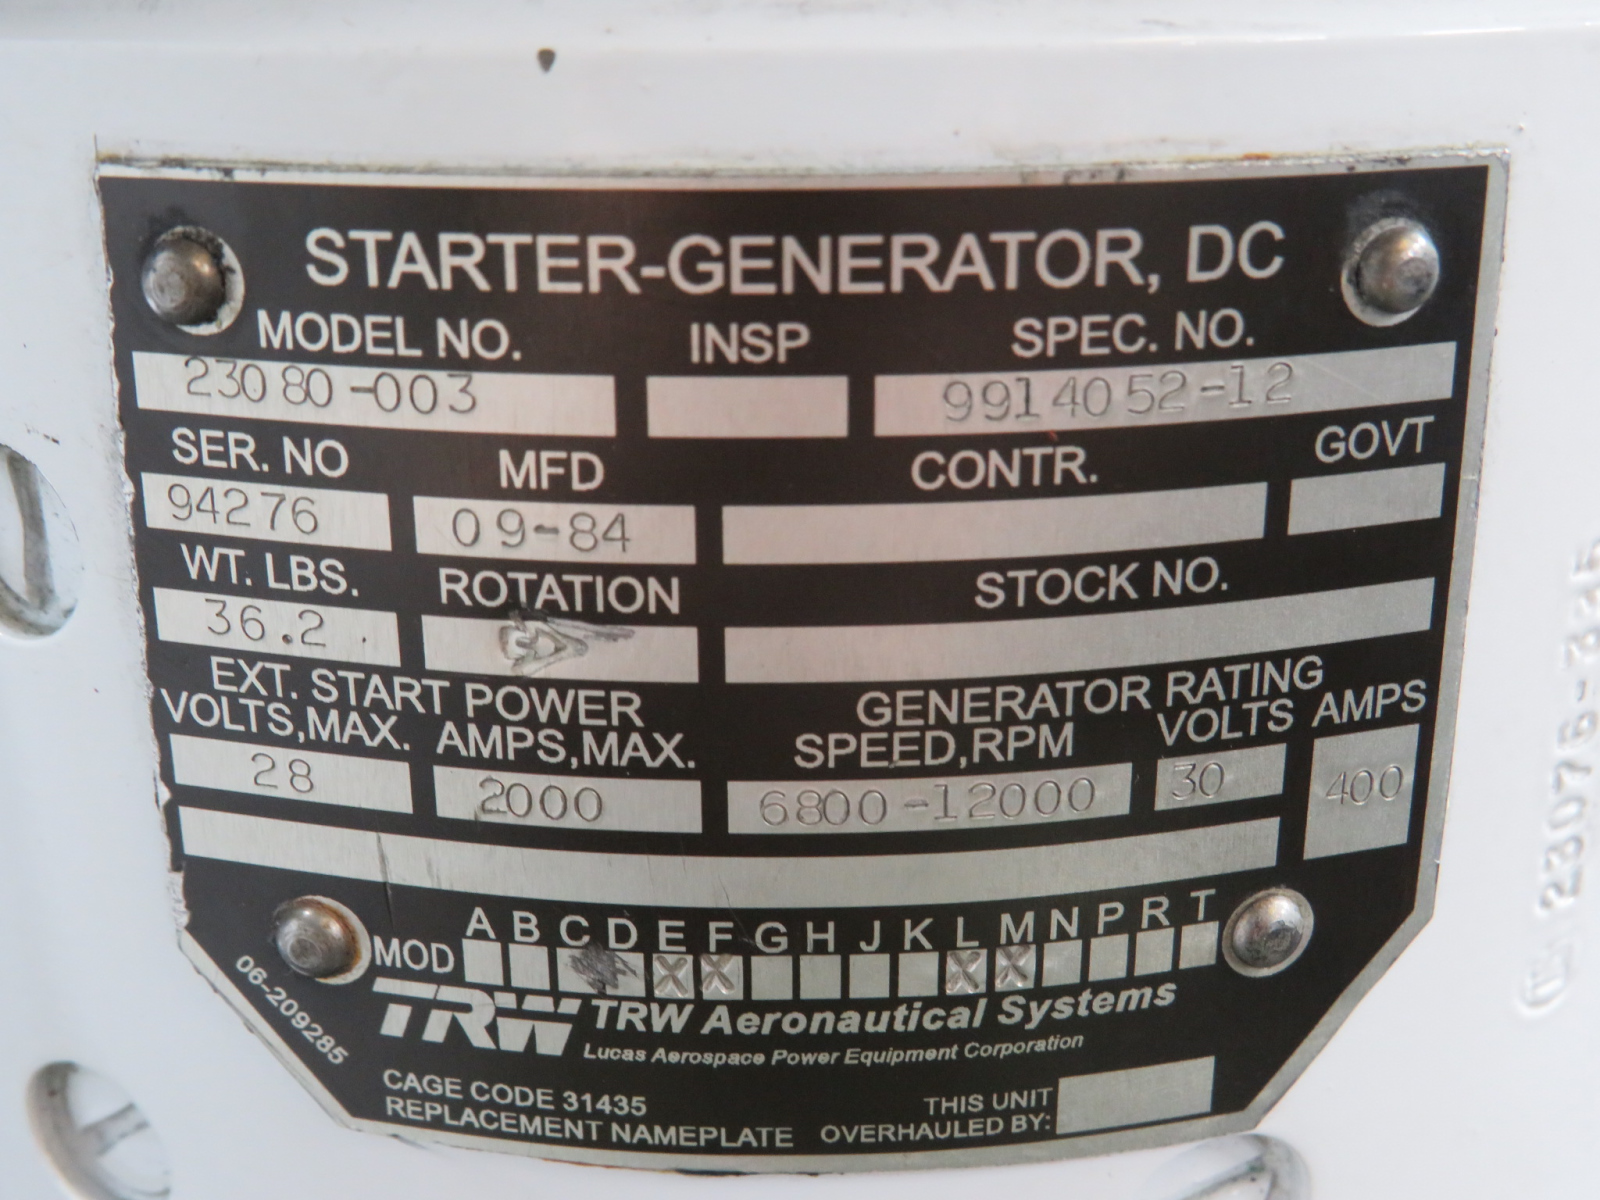 STARTER-GENERATOR, DC
MODEL NO. INSP SPEC. NO.
23080-003 9914052-12
SER. NO MFD CONTR. GOVT
94276 09-84
WT. LBS. ROTATION STOCK NO.
36.2
EXT. START POWER GENERATOR RATING
VOLTS,MAX. AMPS,MAX. SPEED,RPM VOLTS AMPS
28 2000 6800-12000 30 400
A B C D E F G H J K L M N P R T
MOD X X X X
TRW TRW Aeronautical Systems
Lucas Aerospace Power Equipment Corporation
06-209285
CAGE CODE 31435
REPLACEMENT NAMEPLATE
THIS UNIT
OVERHAULED BY:
23076-335